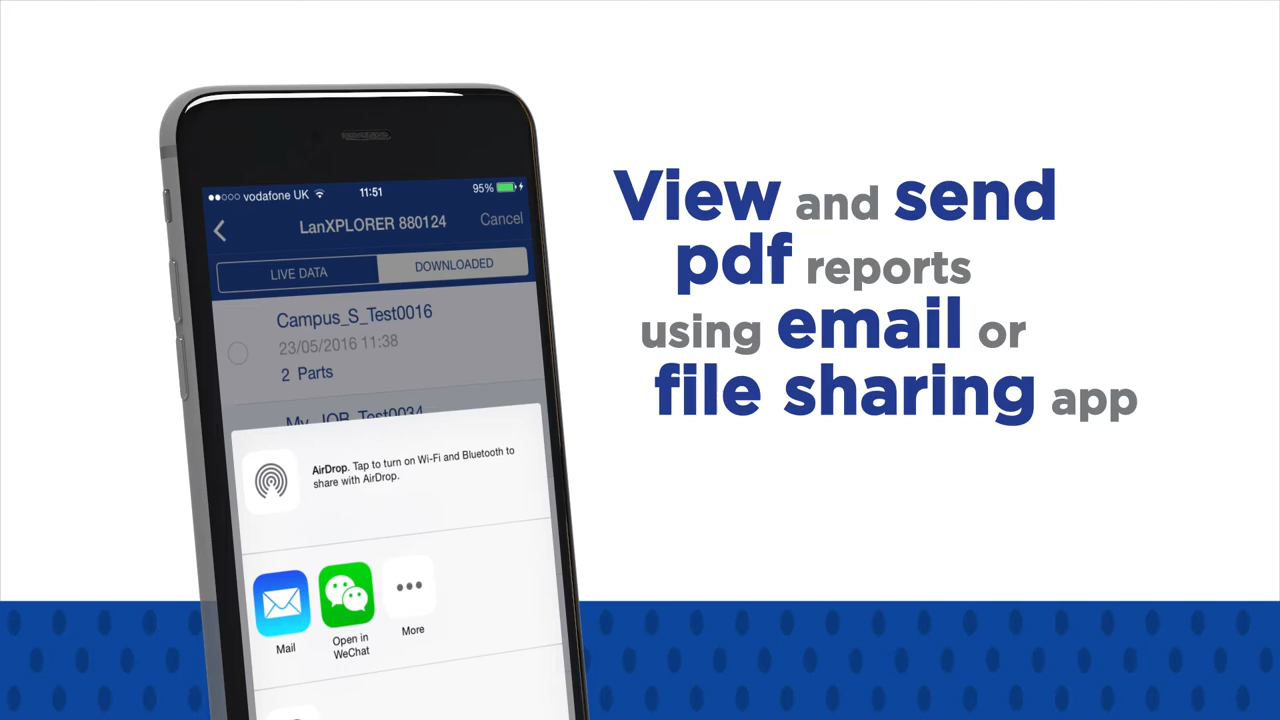 vodafone UK 11:51 95%
LanXPLORER 880124 Cancel
LIVE DATA DOWNLOADED
Campus_S_Test0016
23/05/2016 11:38
2 Parts
My_JOB_Test0034
AirDrop. Tap to turn on Wi-Fi and Bluetooth to
share with AirDrop.
Mail
Open in
WeChat
More
View and send
pdf reports
using email or
file sharing app